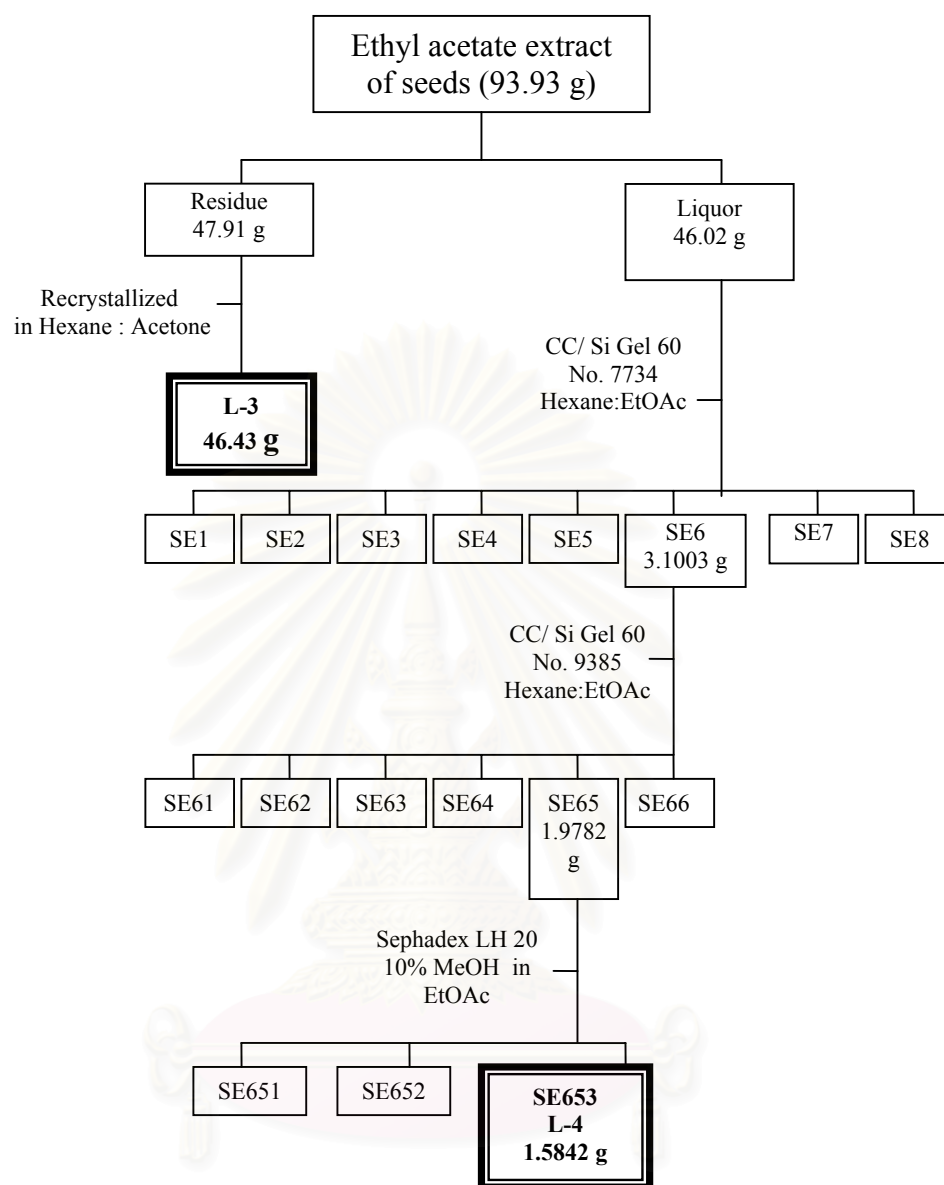 Ethyl acetate extract
of seeds (93.93 g)
Residue
47.91 g
Liquor
46.02 g
Recrystallized
in Hexane : Acetone
CC/ Si Gel 60
No. 7734
Hexane:EtOAc
L-3
46.43 g
SE1
SE2
SE3
SE4
SE5
SE6
3.1003 g
SE7
SE8
CC/ Si Gel 60
No. 9385
Hexane:EtOAc
SE61
SE62
SE63
SE64
SE65
1.9782
g
SE66
Sephadex LH 20
10% MeOH in
EtOAc
SE651
SE652
SE653
L-4
1.5842 g